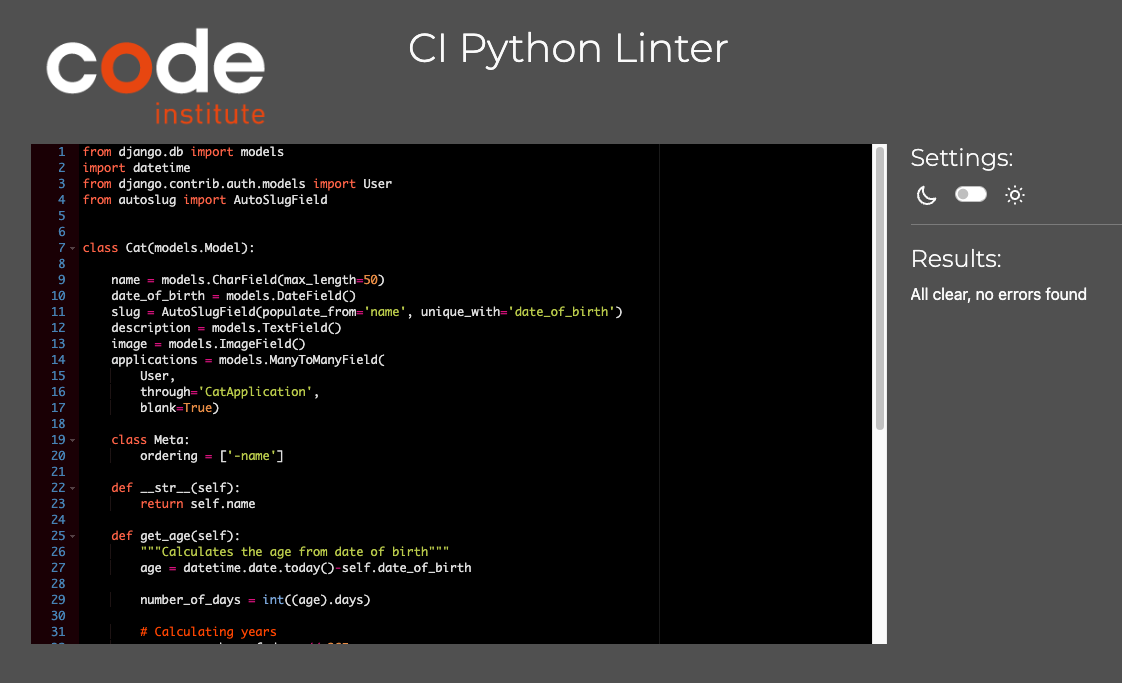 code
institute
CI Python Linter
1 from django.db import models
2 import datetime
3 from django.contrib.auth.models import User
4 from autoslug import AutoSlugField
5
6
7 class Cat(models.Model):
8
9     name = models.CharField(max_length=50)
10     date_of_birth = models.DateField()
11     slug = AutoSlugField(populate_from='name', unique_with='date_of_birth')
12     description = models.TextField()
13     image = models.ImageField()
14     applications = models.ManyToManyField(
15         User,
16         through='CatApplication',
17         blank=True)
18
19     class Meta:
20         ordering = ['-name']
21
22     def __str__(self):
23         return self.name
24
25     def get_age(self):
26         """Calculates the age from date of birth"""
27         age = datetime.date.today()-self.date_of_birth
28
29         number_of_days = int((age).days)
30
31         # Calculating years
Settings:
Results:
All clear, no errors found